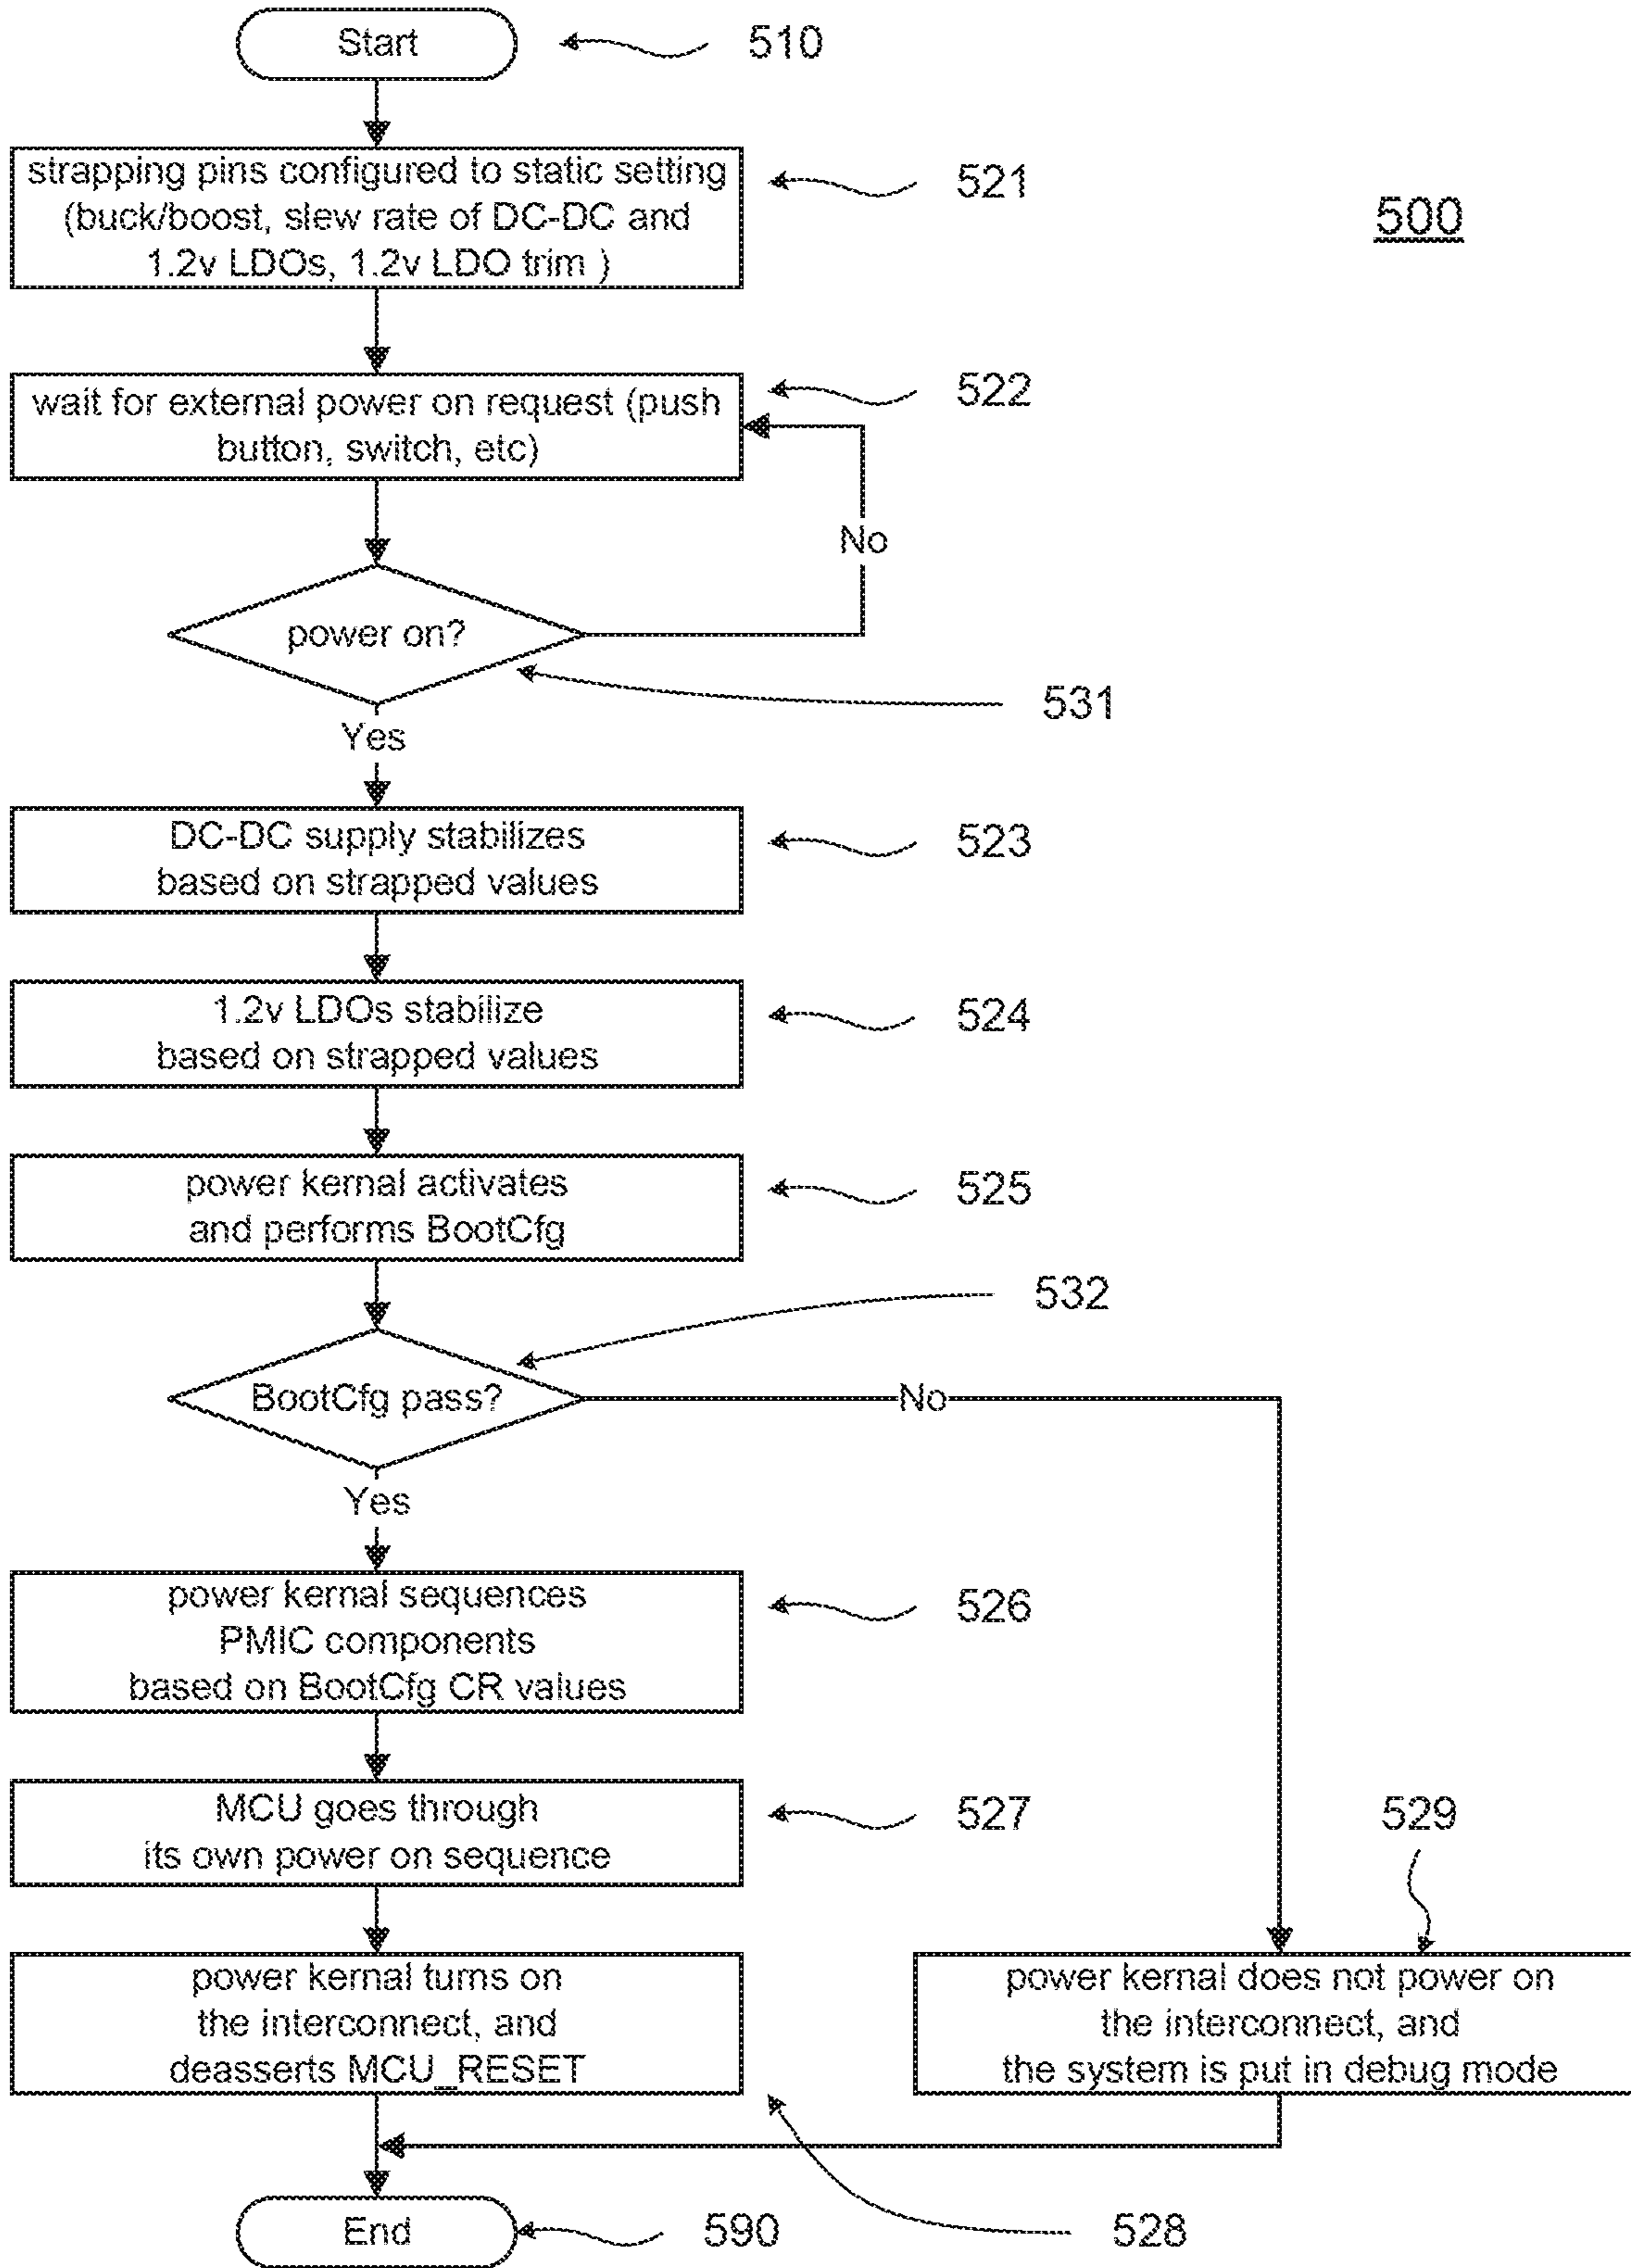 Start
510
strapping pins configured to static setting
(buck/boost, slew rate of DC-DC and
1.2v LDOs, 1.2v LDO trim )
521
500
wait for external power on request (push
button, switch, etc)
522
No
power on?
531
Yes
DC-DC supply stabilizes
based on strapped values
523
1.2v LDOs stabilize
based on strapped values
524
power kernal activates
and performs BootCfg
525
532
BootCfg pass?
No
Yes
power kernal sequences
PMIC components
based on BootCfg CR values
526
MCU goes through
its own power on sequence
527
529
power kernal turns on
the interconnect, and
deasserts MCU_RESET
power kernal does not power on
the interconnect, and
the system is put in debug mode
End
590
528